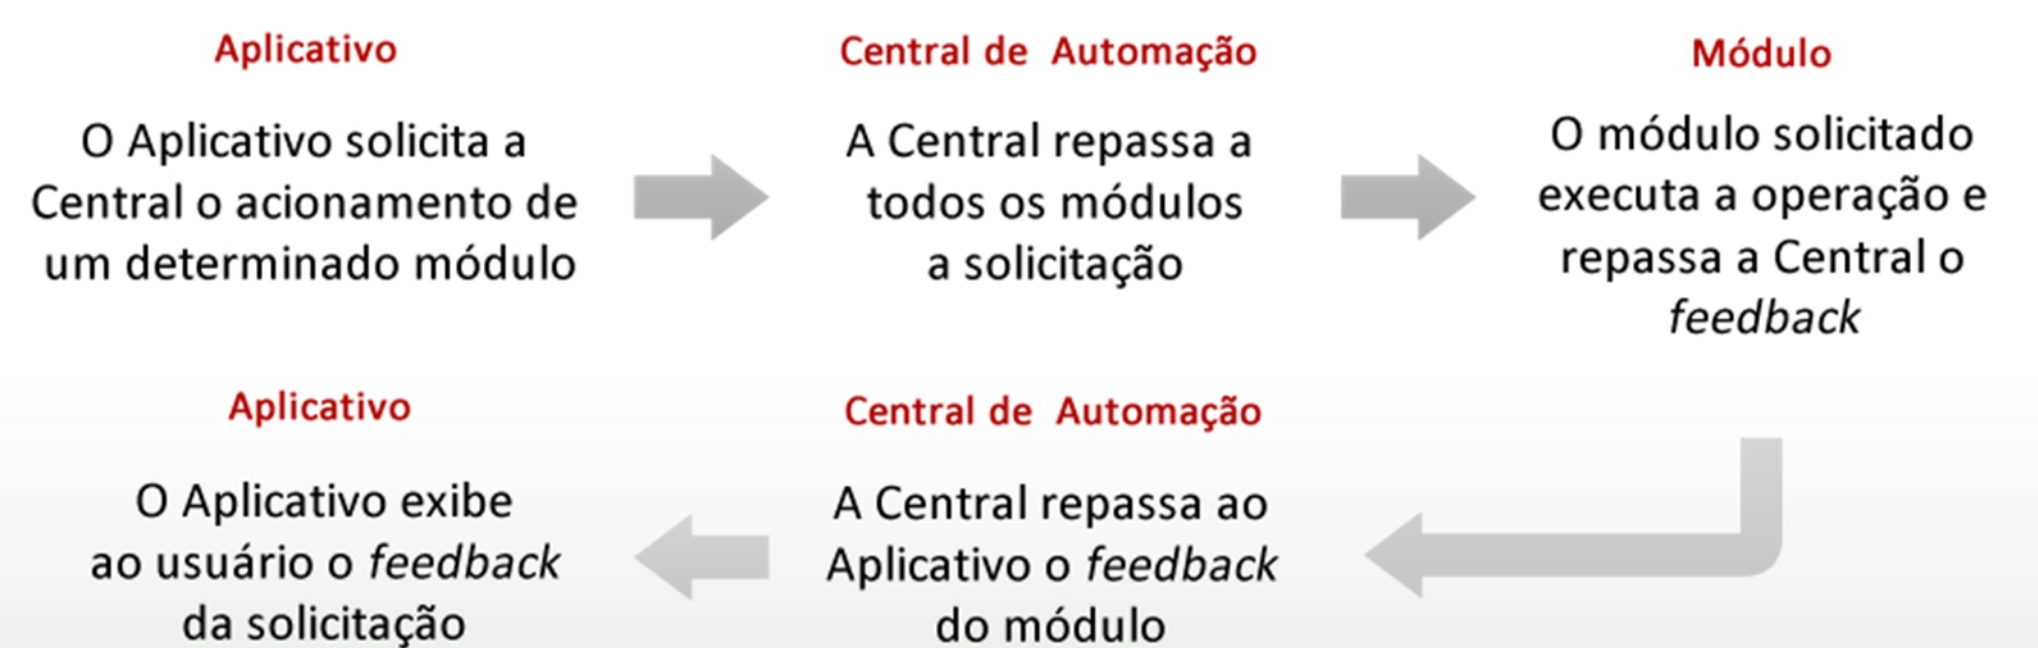 Aplicativo
O Aplicativo solicita a
Central o acionamento de
um determinado módulo
Central de Automação
A Central repassa a
todos os módulos
a solicitação
Módulo
O módulo solicitado
executa a operação e
repassa a Central o
feedback
Central de Automação
A Central repassa ao
Aplicativo o feedback
do módulo
Aplicativo
O Aplicativo exibe
ao usuário o feedback
da solicitação